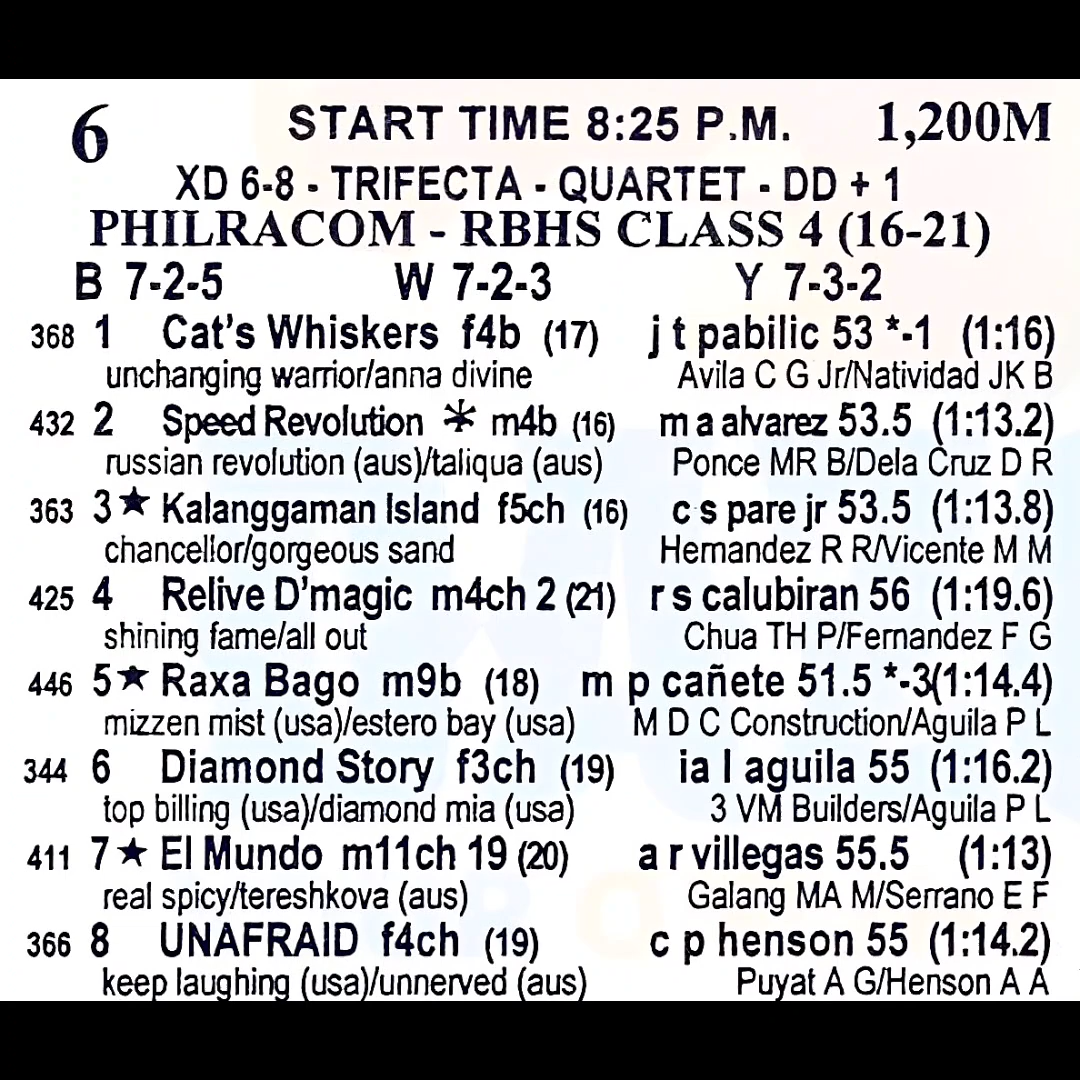 6 START TIME 8:25 P.M. 1,200M
XD 6-8 - TRIFECTA - QUARTET - DD + 1
PHILRACOM - RBHS CLASS 4 (16-21)
B 7-2-5 W 7-2-3 Y 7-3-2
368 1 Cat's Whiskers f4b (17) j t pabilic 53 *-1 (1:16)
unchanging warrior/anna divine Avila C G Jr/Natividad JK B
432 2 Speed Revolution * m4b (16) m a alvarez 53.5 (1:13.2)
russian revolution (aus)/taliqua (aus) Ponce MR B/Dela Cruz D R
363 3★ Kalanggaman Island f5ch (16) c s pare jr 53.5 (1:13.8)
chancellor/gorgeous sand Hernandez R R/Vicente M M
425 4 Relive D'magic m4ch 2 (21) r s calubiran 56 (1:19.6)
shining fame/all out Chua TH P/Fernandez F G
446 5★ Raxa Bago m9b (18) m p cañete 51.5 *-3(1:14.4)
mizzen mist (usa)/estero bay (usa) M D C Construction/Aguila P L
344 6 Diamond Story f3ch (19) ia l aguila 55 (1:16.2)
top billing (usa)/diamond mia (usa) 3 VM Builders/Aguila P L
411 7★ El Mundo m11ch 19 (20) a r villegas 55.5 (1:13)
real spicy/tereshkova (aus) Galang MA M/Serrano E F
366 8 UNAFRAID f4ch (19) c p henson 55 (1:14.2)
keep laughing (usa)/unnerved (aus) Puyat A G/Henson A A